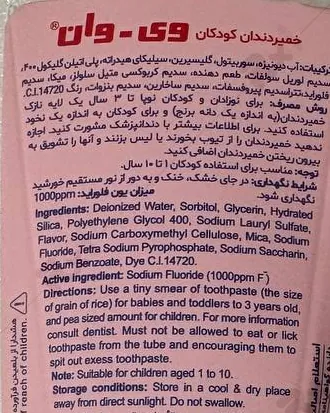 خمیردندان کودکان وی - وان®
ترکیبات: آب دیونیزه، سوربیتول، گلیسیرین، سیلیکای هیدراته، پلی اتیلن گلیکول ۴۰۰،
سدیم لوریل سولفات، طعم دهنده، سدیم کربوکسی متیل سلولز، میکا، سدیم
فلوراید، تتراسدیم پیروفسفات، سدیم ساخارین، سدیم بنزوات، رنگ C.I.14720.
روش مصرف: برای نوزادان و کودکان نوپا تا ۳ سال یک لایه نازک
خمیردندان(به اندازه یک دانه برنج) و برای کودکان به اندازه یک نخود
استفاده کنید. برای اطلاعات بیشتر با دندانپزشک مشورت کنید. اجازه
ندهید خمیردندان را از تیوب بخورند یا لیس بزنند و آنها را تشویق به
بیرون ریختن خمیردندان اضافی کنید.
توجه: مناسب برای استفاده کودکان ۱ تا ۱۰ سال.
شرایط نگهداری: در جای خشک، خنک و به دور از نور مستقیم خورشید
نگهداری شود. میزان یون فلوراید: 1000ppm
Ingredients: Deionized Water, Sorbitol, Glycerin, Hydrated
Silica, Polyethylene Glycol 400, Sodium Lauryl Sulfate,
Flavor, Sodium Carboxymethyl Cellulose, Mica, Sodium
Fluoride, Tetra Sodium Pyrophosphate, Sodium Saccharin,
Sodium Benzoate, Dye C.I.14720.
Active ingredient: Sodium Fluoride (1000ppm F⁻)
Directions: Use a tiny smear of toothpaste (the size
of grain of rice) for babies and toddlers to 3 years old,
and pea sized amount for children. For more information
consult dentist. Must not be allowed to eat or lick
toothpaste from the tube and encouraging them to
spit out exess toothpaste.
Note: Suitable for children aged 1 to 10.
Storage conditions: Store in a cool & dry place
away from direct sunlight. Do not swallow.
هشدار! از بلعیدن فرآورده
reach of children.
استعلام اصا